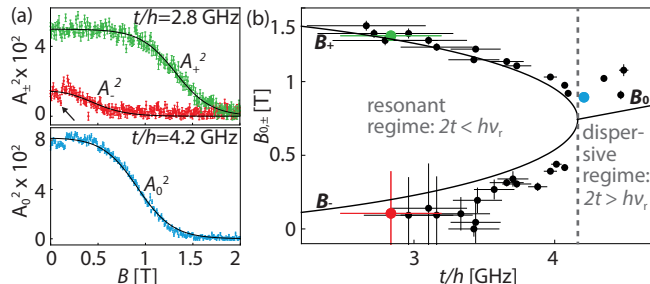 (a) t/h=2.8 GHz
A±² x 10²
4
0
A₊²
A₋²
t/h=4.2 GHz
A₀² x 10²
8
4
0
A₀²
0 0.5 1 1.5 2
B [T]
(b)
B₀,± [T]
1.5
1
0.5
0
B₊
B₋
B₀
resonant
regime: 2t < hνᵣ
disper-
sive
regime:
2t> hνᵣ
3 4
t/h [GHz]